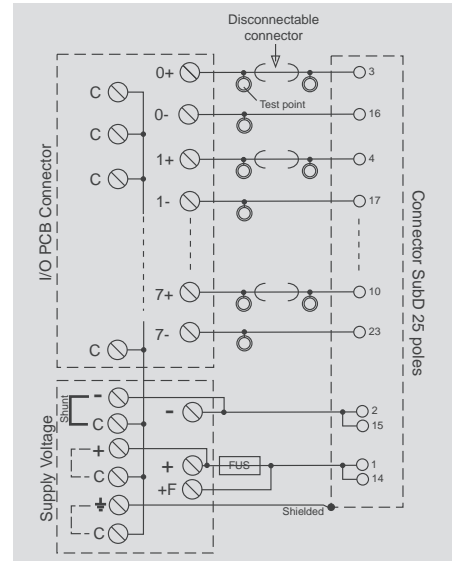 Disconnectable
connector
0+
3
C
Test point
0-
16
C
1+
4
C
1-
17
I/O PCB Connector
Connector SubD 25 poles
7+
10
7-
23
C
-
Shunt
-
2
C
15
Supply Voltage
+
+
FUS
1
C
+F
14
Shielded
C